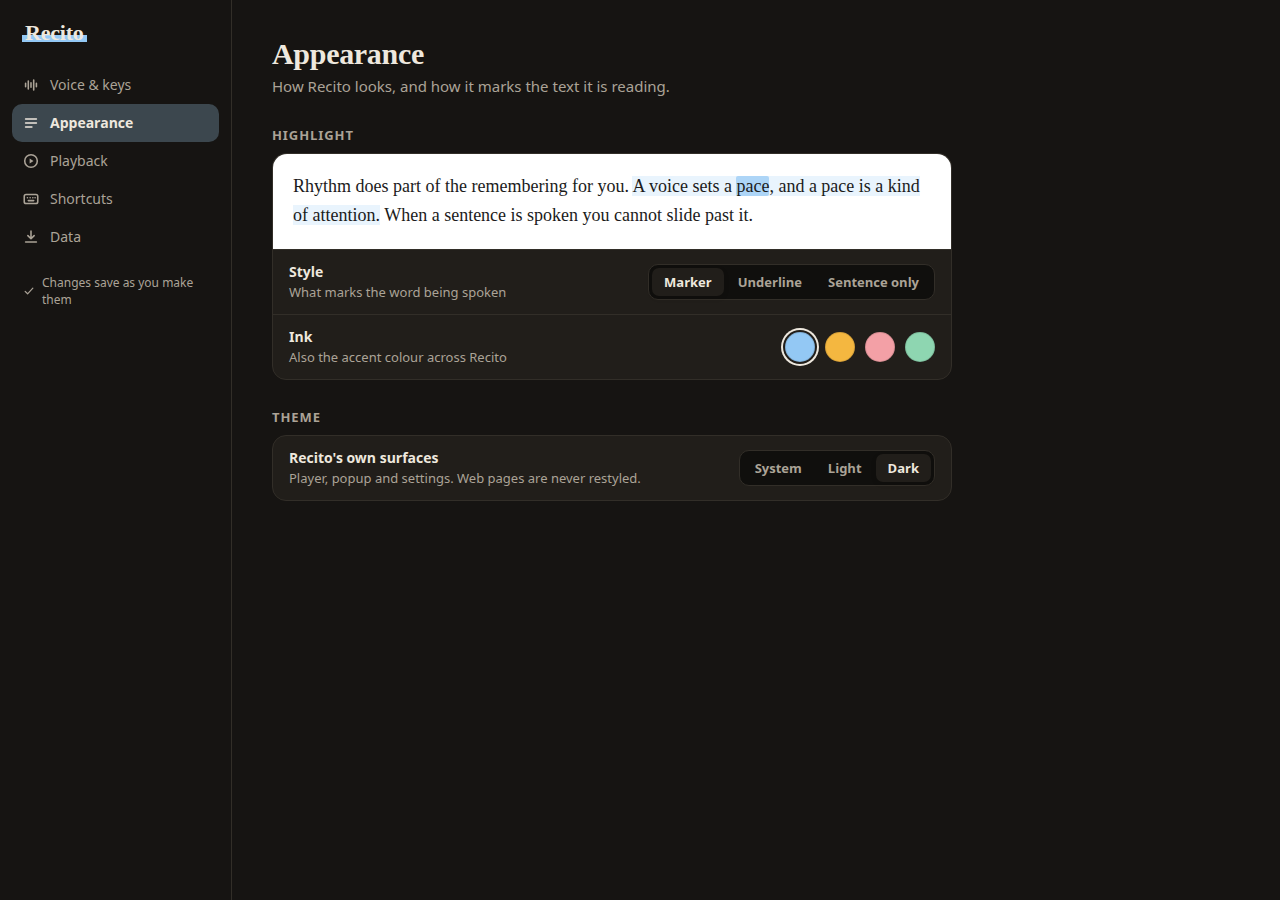 Recito
Voice & keys
Appearance
Playback
Shortcuts
Data
Changes save as you make
them
Appearance
How Recito looks, and how it marks the text it is reading.
HIGHLIGHT
Rhythm does part of the remembering for you. A voice sets a pace, and a pace is a kind
of attention. When a sentence is spoken you cannot slide past it.
Style
What marks the word being spoken
Marker Underline Sentence only
Ink
Also the accent colour across Recito
THEME
Recito's own surfaces
Player, popup and settings. Web pages are never restyled.
System Light Dark